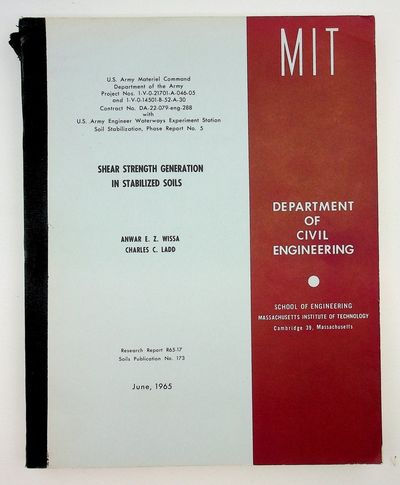 U.S. Army Materiel Command
Department of the Army
Project Nos. 1-V-0-21701-A-046-05
and 1-V-0-14501-B-52-A-30
Contract No. DA-22-079-eng-288
with
U.S. Army Engineer Waterways Experiment Station
Soil Stabilization, Phase Report No. 5
SHEAR STRENGTH GENERATION
IN STABILIZED SOILS
ANWAR E. Z. WISSA
CHARLES C. LADD
Research Report R65-17
Soils Publication No. 173
June, 1965
MIT
DEPARTMENT
OF
CIVIL
ENGINEERING
SCHOOL OF ENGINEERING
MASSACHUSETTS INSTITUTE OF TECHNOLOGY
Cambridge 39, Massachusetts